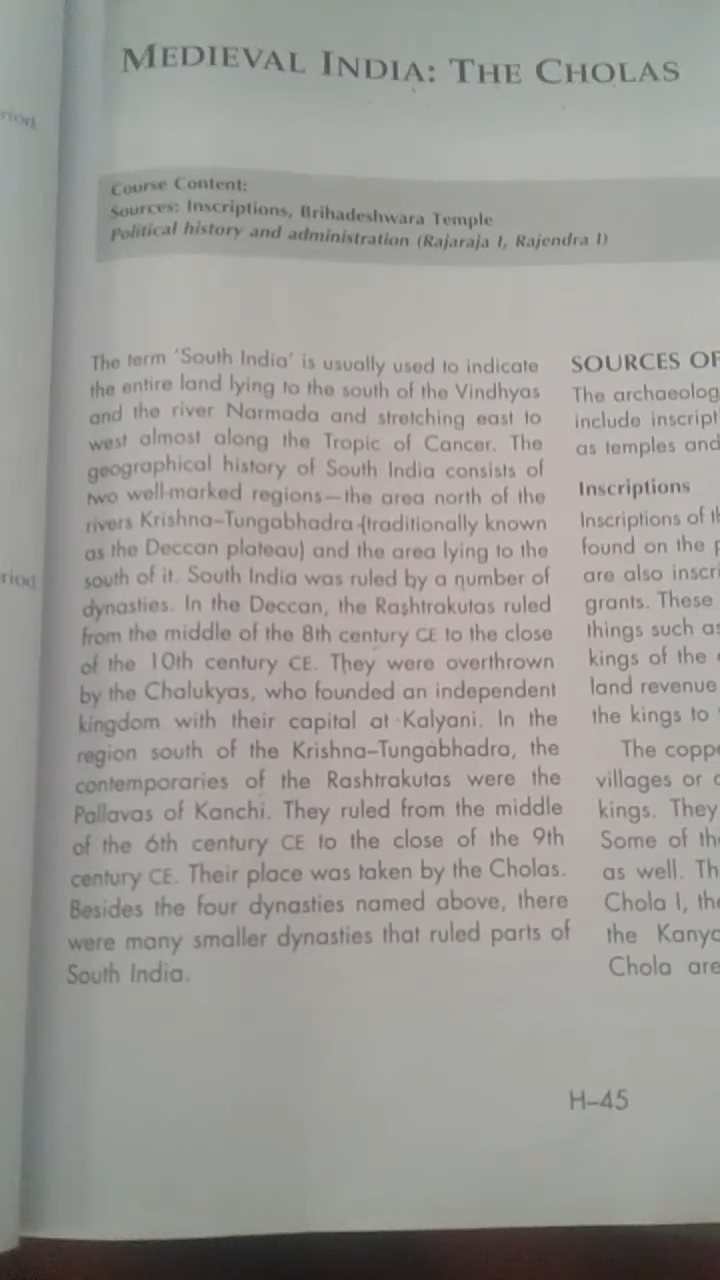 MEDIEVAL INDIA: THE CHOLAS
Course Content:
Sources: Inscriptions, Brihadeshwara Temple
Political history and administration (Rajaraja I, Rajendra I)
The term 'South India' is usually used to indicate
the entire land lying to the south of the Vindhyas
and the river Narmada and stretching east to
west almost along the Tropic of Cancer. The
geographical history of South India consists of
two well-marked regions—the area north of the
rivers Krishna–Tungabhadra (traditionally known
as the Deccan plateau) and the area lying to the
south of it. South India was ruled by a number of
dynasties. In the Deccan, the Rashtrakutas ruled
from the middle of the 8th century CE to the close
of the 10th century CE. They were overthrown
by the Chalukyas, who founded an independent
kingdom with their capital at Kalyani. In the
region south of the Krishna–Tungabhadra, the
contemporaries of the Rashtrakutas were the
Pallavas of Kanchi. They ruled from the middle
of the 6th century CE to the close of the 9th
century CE. Their place was taken by the Cholas.
Besides the four dynasties named above, there
were many smaller dynasties that ruled parts of
South India.
SOURCES OF
The archaeolog
include inscript
as temples and
Inscriptions
Inscriptions of th
found on the p
are also inscri
grants. These
things such as
kings of the
land revenue
the kings to
The coppe
villages or
kings. They
Some of the
as well. Th
Chola I, the
the Kanya
Chola are
H–45